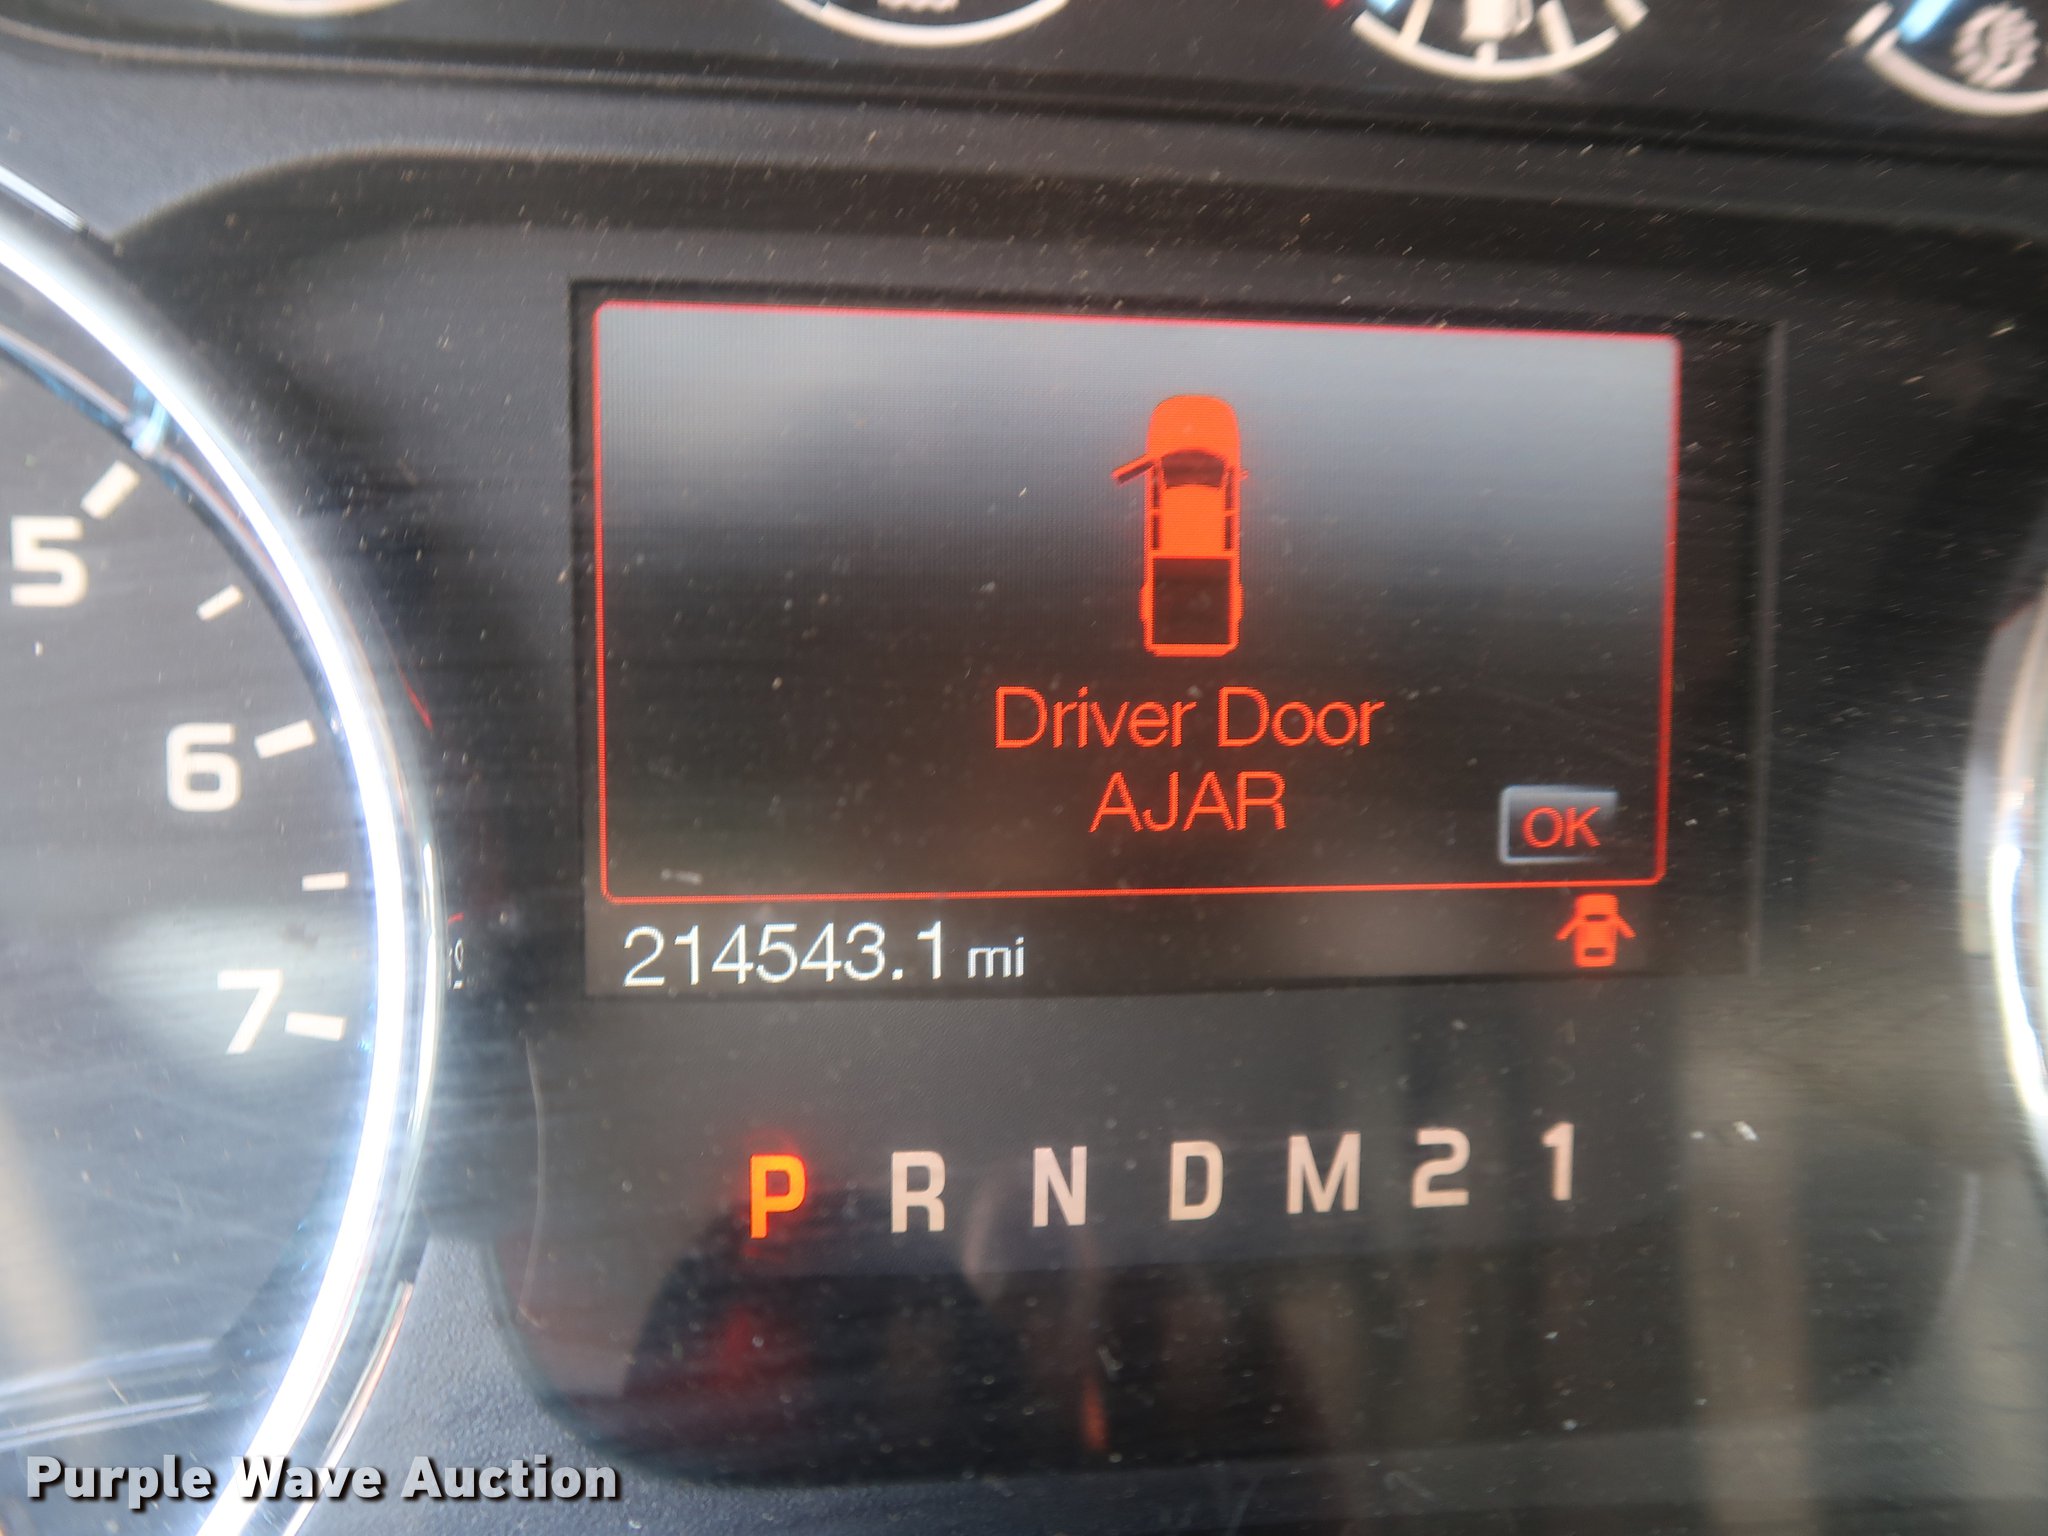 5
6
7
Driver Door
AJAR
OK
214543.1 mi
P R N D M 2 1
Purple Wave Auction